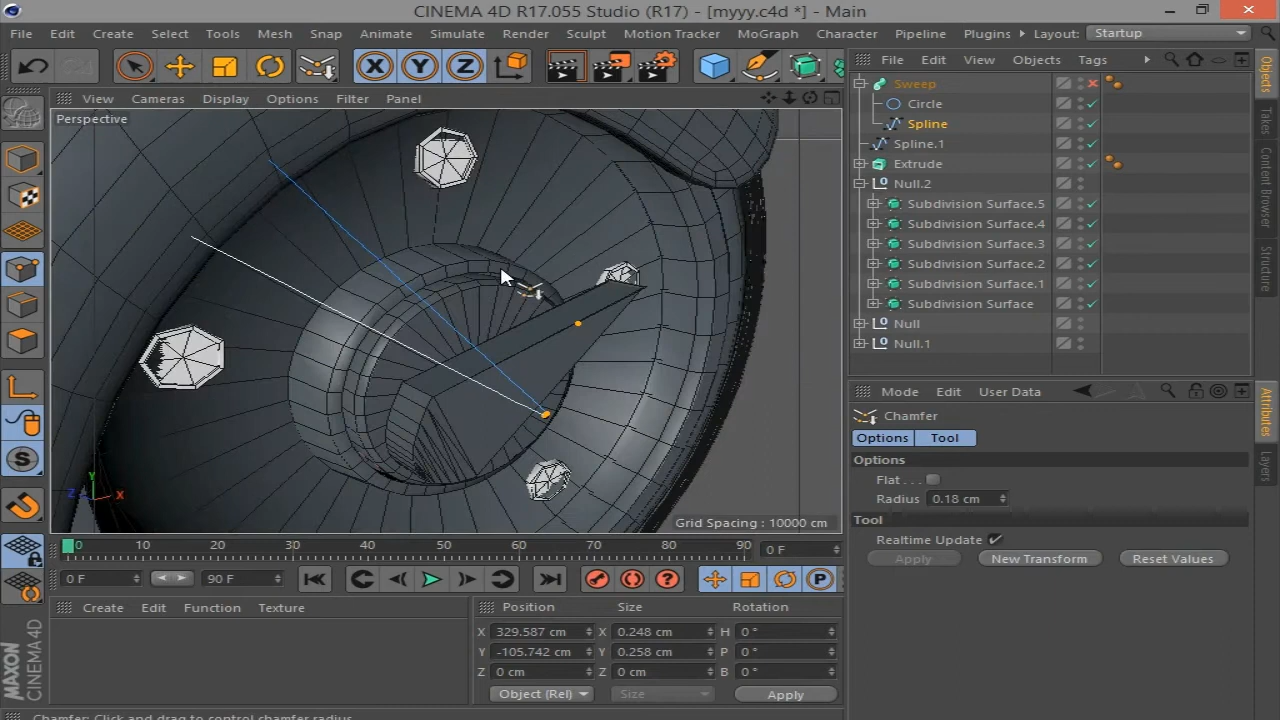 CINEMA 4D R17.055 Studio (R17) - [myyy.c4d *] - Main
File Edit Create Select Tools Mesh Snap Animate Simulate Render Sculpt Motion Tracker MoGraph Character Pipeline Plugins Layout: Startup
X Y Z
File Edit View Objects Tags
View Cameras Display Options Filter Panel
Perspective
Sweep
Circle
Spline
Spline.1
Extrude
Null.2
Subdivision Surface.5
Subdivision Surface.4
Subdivision Surface.3
Subdivision Surface.2
Subdivision Surface.1
Subdivision Surface
Null
Null.1
Objects
Takes
Content Browser
Structure
Y
Z X
Grid Spacing : 10000 cm
Mode Edit User Data
Chamfer
Options Tool
Options
Flat . . .
Radius 0.18 cm
Tool
Realtime Update
Apply New Transform Reset Values
Attributes
Layers
0 10 20 30 40 50 60 70 80 90 0 F
0 F 90 F
Create Edit Function Texture
Position Size Rotation
X 329.587 cm X 0.248 cm H 0 °
Y -105.742 cm Y 0.258 cm P 0 °
Z 0 cm Z 0 cm B 0 °
Object (Rel) Size Apply
MAXON
CINEMA 4D
Chamfer: Click and drag to control chamfer radius.